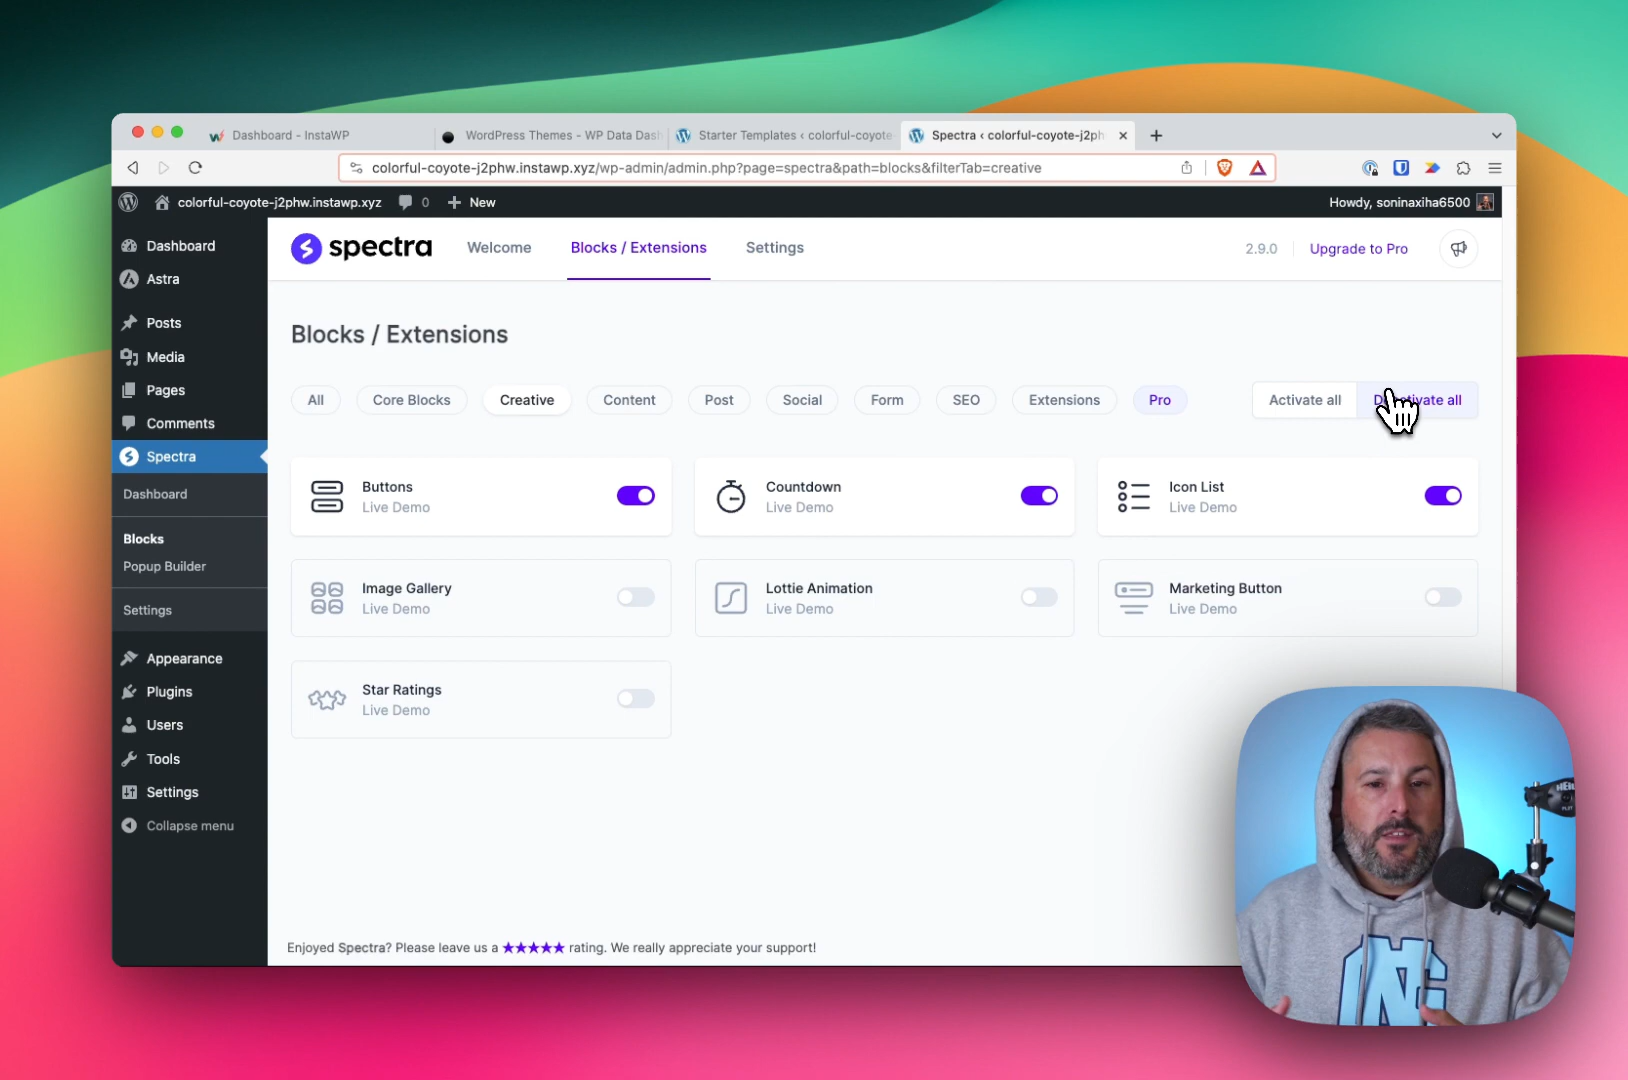 Dashboard - InstaWP
WordPress Themes - WP Data Dash
Starter Templates ‹ colorful-coyote
Spectra ‹ colorful-coyote-j2ph
colorful-coyote-j2phw.instawp.xyz/wp-admin/admin.php?page=spectra&path=blocks&filterTab=creative
colorful-coyote-j2phw.instawp.xyz
0
New
Howdy, soninaxiha6500
Dashboard
Astra
Posts
Media
Pages
Comments
Spectra
Dashboard
Blocks
Popup Builder
Settings
Appearance
Plugins
Users
Tools
Settings
Collapse menu
spectra
Welcome
Blocks / Extensions
Settings
2.9.0
Upgrade to Pro
Blocks / Extensions
All
Core Blocks
Creative
Content
Post
Social
Form
SEO
Extensions
Pro
Activate all
Buttons
Live Demo
Countdown
Live Demo
Icon List
Live Demo
Image Gallery
Live Demo
Lottie Animation
Live Demo
Marketing Button
Live Demo
Star Ratings
Live Demo
Enjoyed Spectra? Please leave us a ★★★★★ rating. We really appreciate your support!
NC